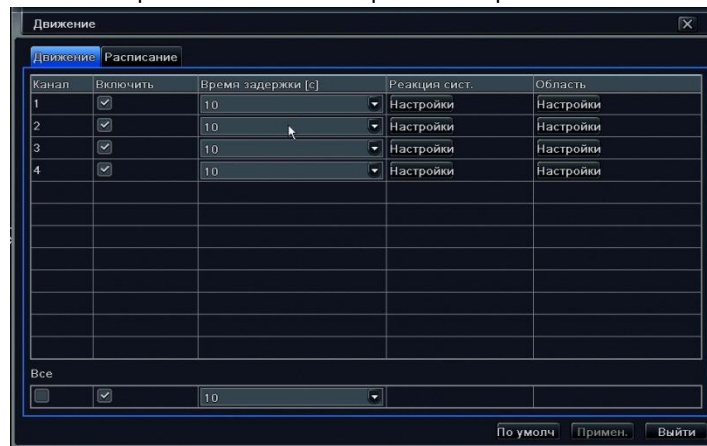 Движение
Движение Расписание
Канал Включить Время задержки [с] Реакция сист. Область
1 10 Настройки Настройки
2 10 Настройки Настройки
3 10 Настройки Настройки
4 10 Настройки Настройки
Все
10
По умолч Примен. Выйти